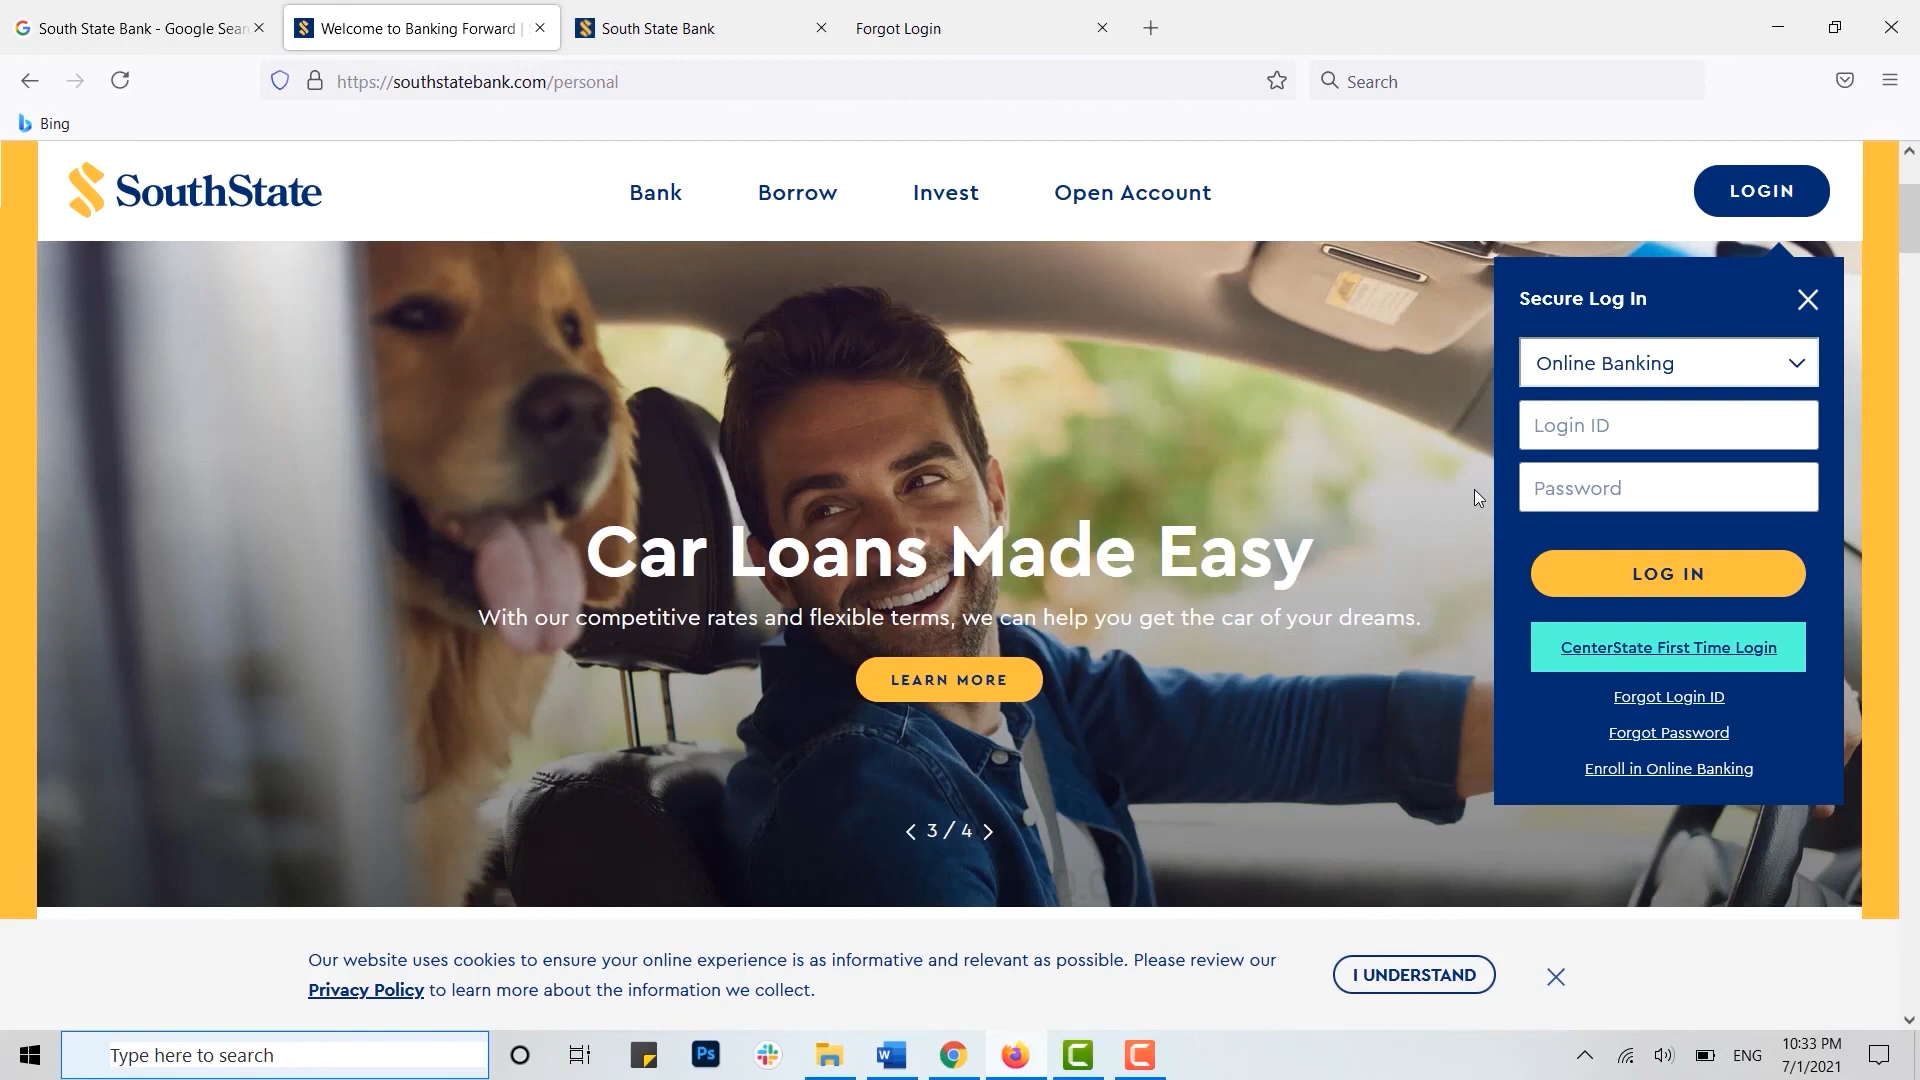 South State Bank - Google Sear
Welcome to Banking Forward |
South State Bank
Forgot Login
https://southstatebank.com/personal
Search
Bing
SouthState
Bank
Borrow
Invest
Open Account
LOGIN
Secure Log In
Online Banking
Login ID
Password
LOG IN
CenterState First Time Login
Forgot Login ID
Forgot Password
Enroll in Online Banking
Car Loans Made Easy
With our competitive rates and flexible terms, we can help you get the car of your dreams.
LEARN MORE
3 / 4
Our website uses cookies to ensure your online experience is as informative and relevant as possible. Please review our
Privacy Policy to learn more about the information we collect.
I UNDERSTAND
Type here to search
Ps
ENG
10:33 PM
7/1/2021